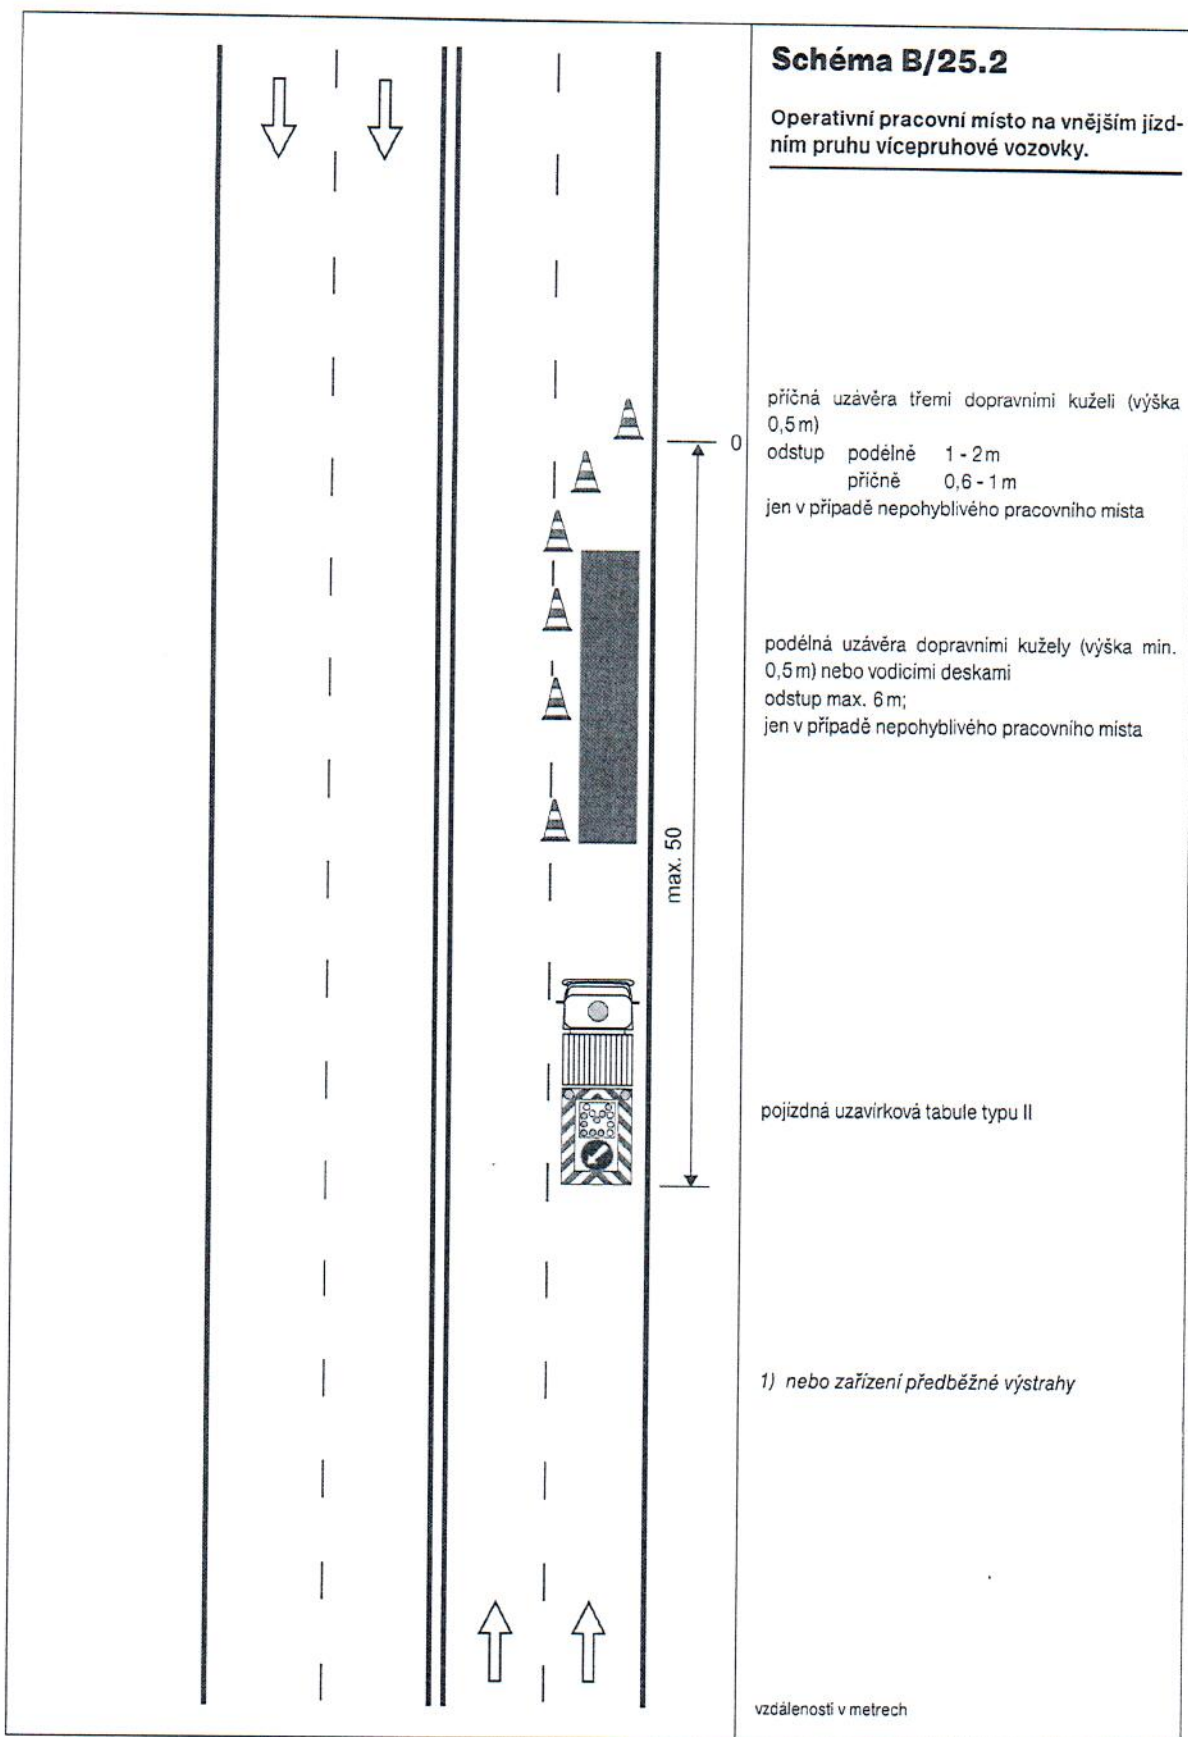 Schéma B/25.2
Operativní pracovní místo na vnějším jízd-
ním pruhu vícepruhové vozovky.
příčná uzávěra třemi dopravními kuželi (výška
0,5 m)
odstup podélně 1 - 2 m
příčně 0,6 - 1 m
jen v případě nepohyblivého pracovního místa
0
podélná uzávěra dopravními kužely (výška min.
0,5 m) nebo vodicími deskami
odstup max. 6 m;
jen v případě nepohyblivého pracovního místa
max. 50
pojízdná uzavírková tabule typu II
1) nebo zařízení předběžné výstrahy
vzdálenosti v metrech